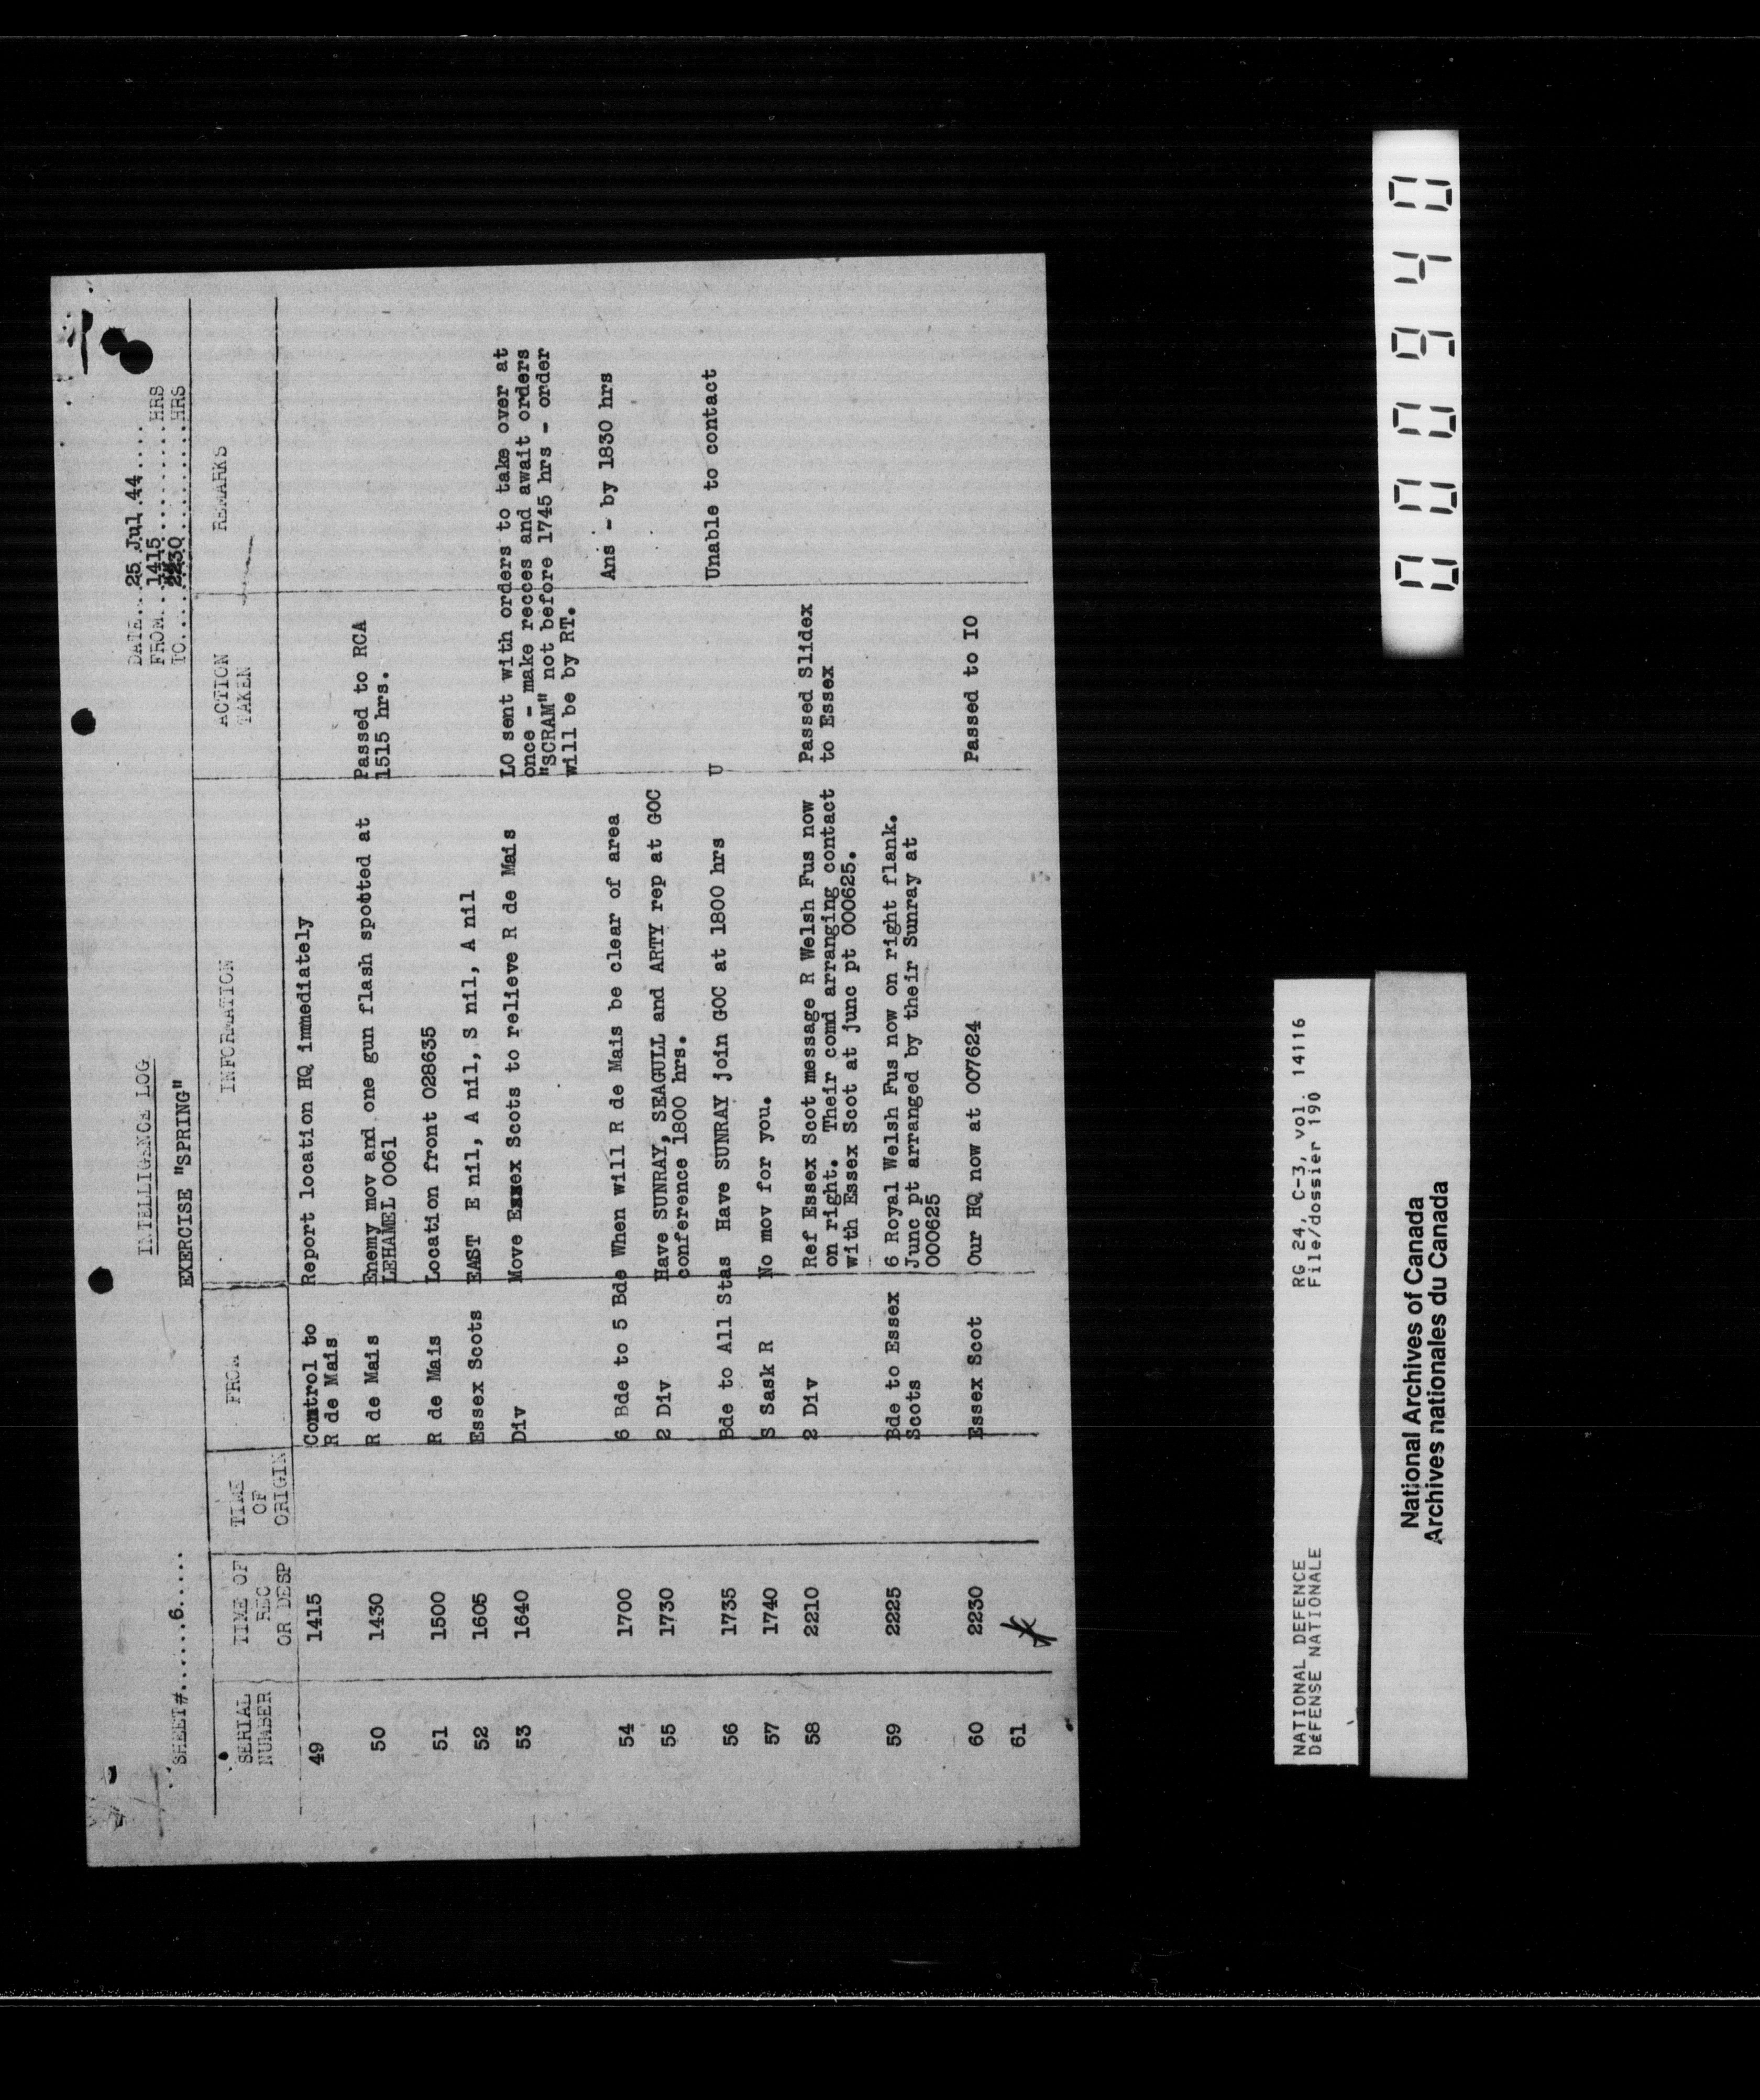 INTELLIGENCE LOG
DATE...25 Jul 44.....
SHEET#.....6.....
EXERCISE "SPRING"
FROM...1415..........HRS
TO.....2230..........HRS
SERIAL NUMBER
TIME OF REC OR DESP
TIME OF ORIGIN
FROM
INFORMATION
ACTION TAKEN
REMARKS
49 1415 Control to Report location HQ immediately
R de Mais
50 1430 R de Mais Enemy mov and one gun flash spotted at Passed to RCA
LEHAMEL 0061 1515 hrs.
51 1500 R de Mais Location front 028635
52 1605 Essex Scots EAST E nil, A nil, S nil, A nil
53 1640 Div Move Essex Scots to relieve R de Mais LO sent with orders to take over at
once - make recces and await orders
"SCRAM" not before 1745 hrs - order
will be by RT.
54 1700 6 Bde to 5 Bde When will R de Mais be clear of area Ans - by 1830 hrs
55 1730 2 Div Have SUNRAY, SEAGULL and ARTY rep at GOC
conference 1800 hrs.
56 1735 Bde to All Stas Have SUNRAY join GOC at 1800 hrs U Unable to contact
57 1740 S Sask R No mov for you.
58 2210 2 Div Ref Essex Scot message R Welsh Fus now Passed Slidex
on right. Their comd arranging contact to Essex
with Essex Scot at junc pt 000625.
59 2225 Bde to Essex 6 Royal Welsh Fus now on right flank.
Scots Junc pt arranged by their Sunray at
000625
60 2230 Essex Scot Our HQ now at 007624 Passed to IO
61
NATIONAL DEFENCE RG 24, C-3, vol. 14116
DéFENSE NATIONALE File/dossier 190
National Archives of Canada
Archives nationales du Canada
000940